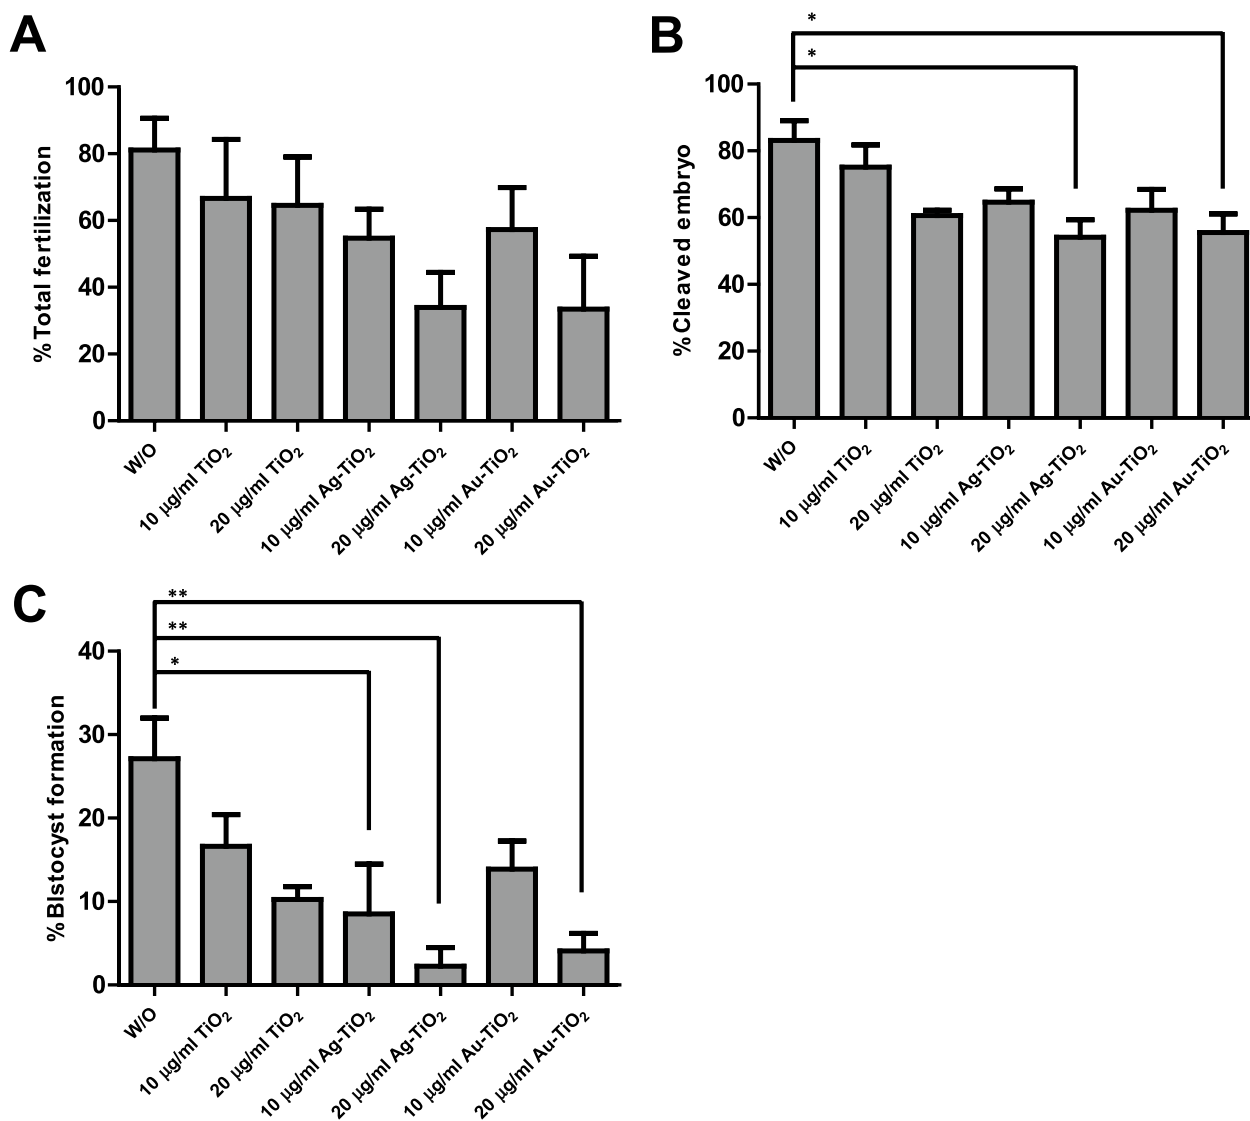 A
%Total fertilization
100
80
60
40
20
0
W/O
10 μg/ml TiO₂
20 μg/ml TiO₂
10 μg/ml Ag-TiO₂
20 μg/ml Ag-TiO₂
10 μg/ml Au-TiO₂
20 μg/ml Au-TiO₂
B
*
*
%Cleaved embryo
100
80
60
40
20
0
W/O
10 μg/ml TiO₂
20 μg/ml TiO₂
10 μg/ml Ag-TiO₂
20 μg/ml Ag-TiO₂
10 μg/ml Au-TiO₂
20 μg/ml Au-TiO₂
C
**
**
*
%Blstocyst formation
40
30
20
10
0
W/O
10 μg/ml TiO₂
20 μg/ml TiO₂
10 μg/ml Ag-TiO₂
20 μg/ml Ag-TiO₂
10 μg/ml Au-TiO₂
20 μg/ml Au-TiO₂